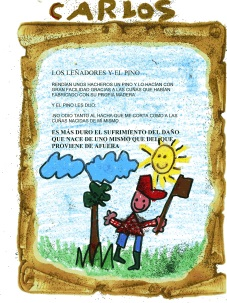 CARLOS
LOS LEÑADORES Y EL PINO
RENDÍAN UNOS HACHEROS UN PINO Y LO HACÍAN CON
GRAN FACILIDAD GRACIAS A LAS CUÑAS QUE HABÍAN
FABRICADO CON SU PROPIA MADERA
Y EL PINO LES DIJO:
-NO ODIO TANTO AL HACHA QUE ME CORTA COMO A LAS
CUÑAS NACIDAS DE MI MISMO
ES MÁS DURO EL SUFRIMIENTO DEL DAÑO
QUE NACE DE UNO MISMO QUE DEL QUE
PROVIENE DE AFUERA